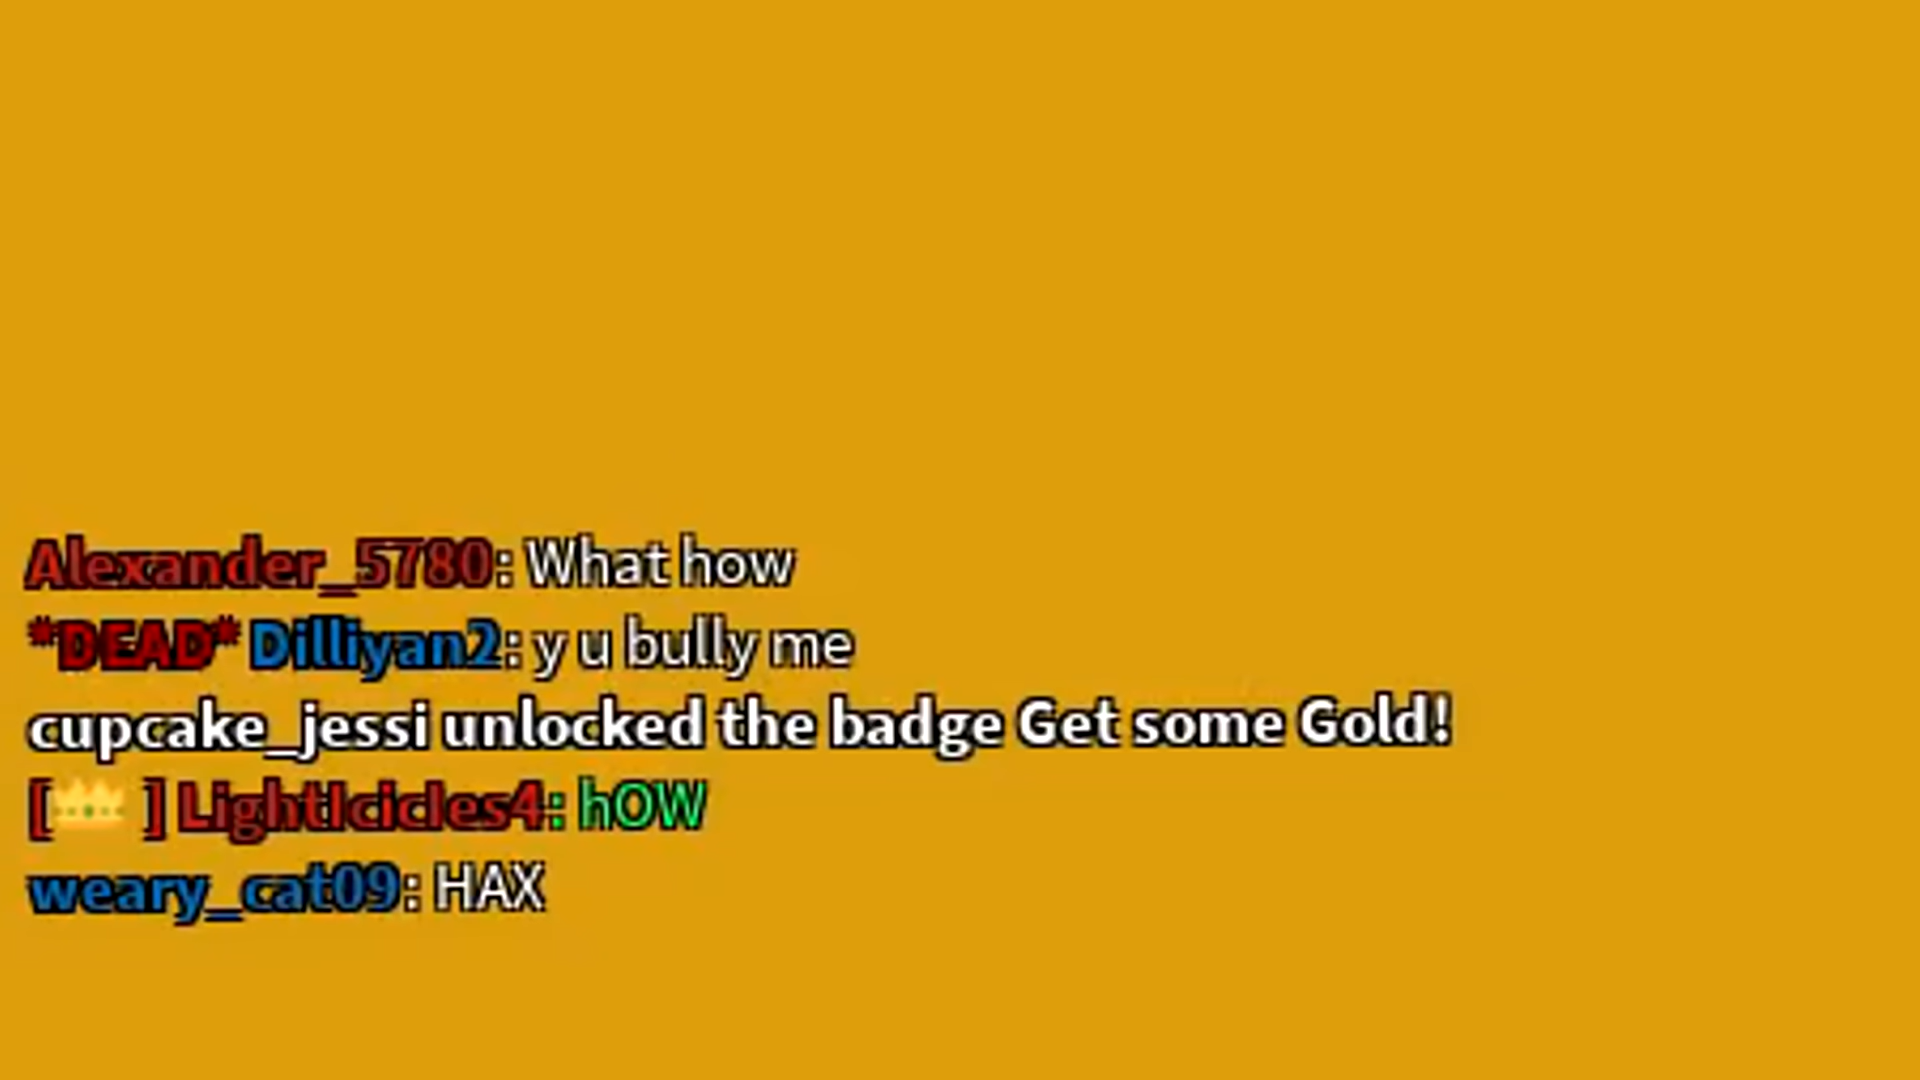 Alexander_5780: What how
*DEAD* Dilliyan2: y u bully me
cupcake_jessi unlocked the badge Get some Gold!
[👑 ] LightIcicles4: hOW
weary_cat09: HAX